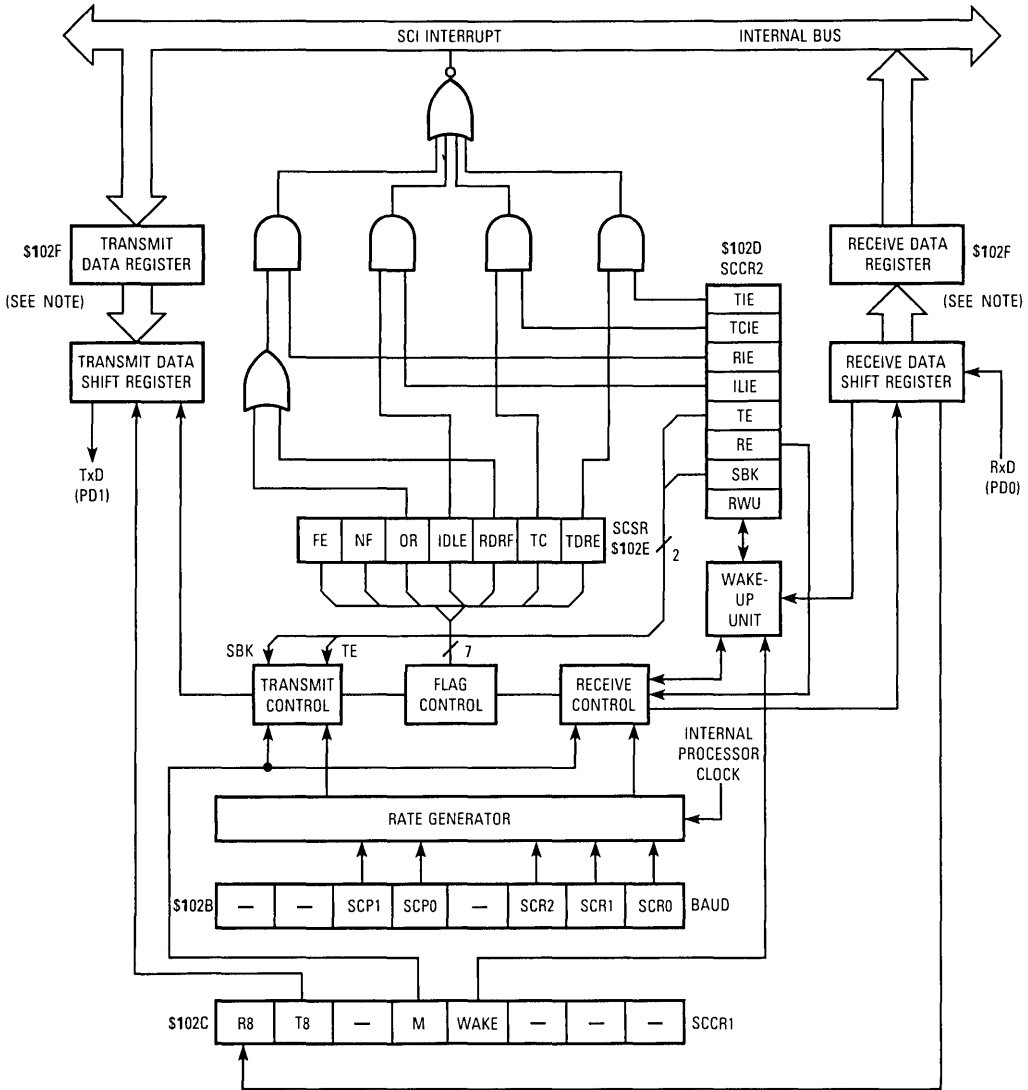 SCI INTERRUPT
INTERNAL BUS
$102F
TRANSMIT
DATA REGISTER
(SEE NOTE)
TRANSMIT DATA
SHIFT REGISTER
TxD
(PD1)
$102D
SCCR2
TIE
TCIE
RIE
ILIE
TE
RE
SBK
RWU
RECEIVE DATA
REGISTER
$102F
(SEE NOTE)
RECEIVE DATA
SHIFT REGISTER
RxD
(PD0)
FE NF OR IDLE RDRF TC TDRE
SCSR
$102E
2
WAKE-
UP
UNIT
SBK
TE
7
TRANSMIT
CONTROL
FLAG
CONTROL
RECEIVE
CONTROL
INTERNAL
PROCESSOR
CLOCK
RATE GENERATOR
$102B — — SCP1 SCP0 — SCR2 SCR1 SCR0 BAUD
$102C R8 T8 — M WAKE — — — SCCR1